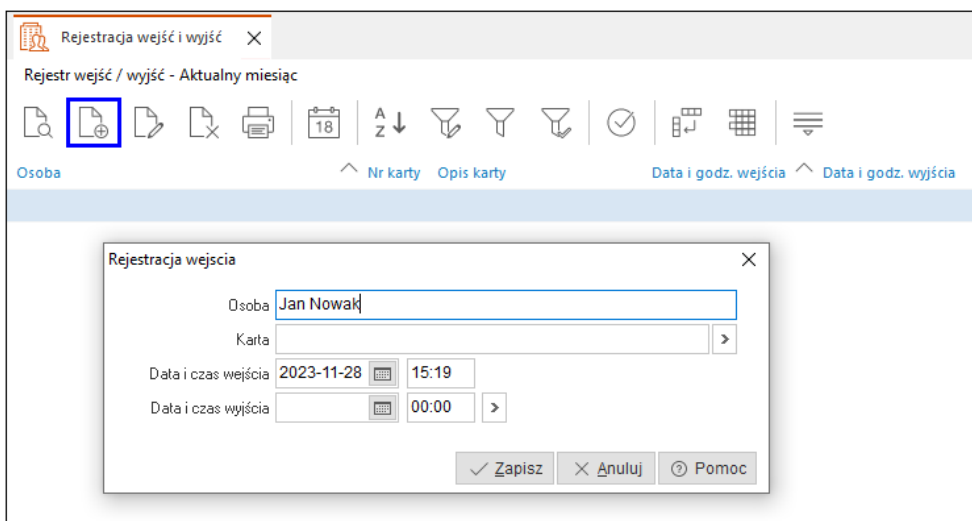 Rejestracja wejść i wyjść
Rejestr wejść / wyjść - Aktualny miesiąc
18
A Z
Osoba Nr karty Opis karty Data i godz. wejścia Data i godz. wyjścia
Rejestracja wejscia
Osoba Jan Nowak
Karta
Data i czas wejścia 2023-11-28 15:19
Data i czas wyjścia 00:00
Zapisz Anuluj Pomoc